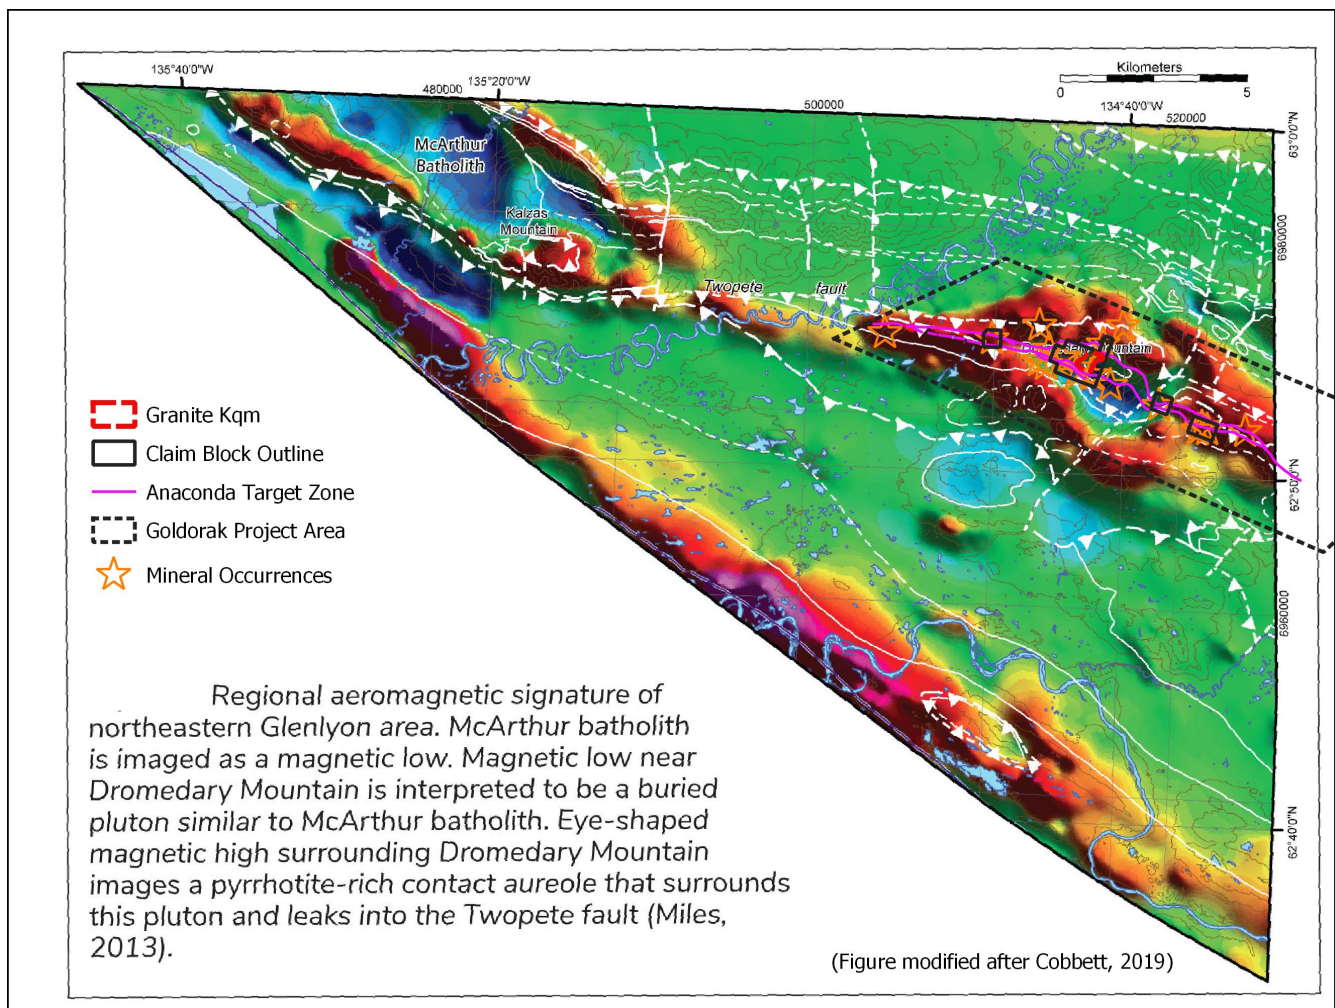 135°40'0"W
135°20'0"W
480000
500000
Kilometers
0 5
134°40'0"W
520000
63°0'0"N
McArthur
Batholith
Kalzas
Mountain
6980000
Twopete fault
Mountain
62°50'0"N
Granite Kqm
Claim Block Outline
Anaconda Target Zone
Goldorak Project Area
Mineral Occurrences
6960000
62°40'0"N
Regional aeromagnetic signature of
northeastern Glenlyon area. McArthur batholith
is imaged as a magnetic low. Magnetic low near
Dromedary Mountain is interpreted to be a buried
pluton similar to McArthur batholith. Eye-shaped
magnetic high surrounding Dromedary Mountain
images a pyrrhotite-rich contact aureole that surrounds
this pluton and leaks into the Twopete fault (Miles,
2013).
(Figure modified after Cobbett, 2019)